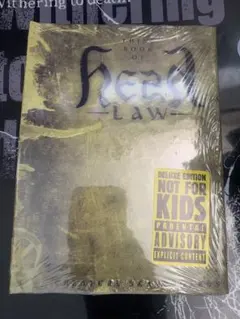 Withering to death.
THE
BOOK
OF
Head
LAW
DELUXE EDITION
NOT FOR
KIDS
PARENTAL
ADVISORY
EXPLICIT CONTENT